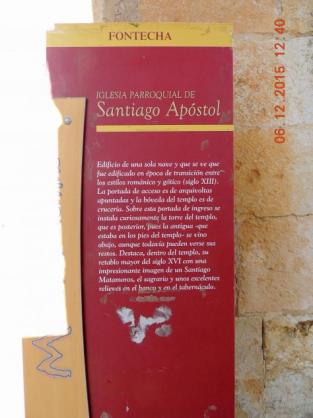 FONTECHA
IGLESIA PARROQUIAL DE
Santiago Apóstol
Edificio de una sola nave y que se ve que
fue edificado en época de transición entre
los estilos románico y gótico (siglo XIII).
La portada de acceso es de arquivoltas
apuntadas y la bóveda del templo es de
crucería. Sobre esta portada de ingreso se
instala curiosamente la torre del templo,
que es posterior, pues la antigua -que
estaba en los pies del templo- se vino
abajo, aunque todavía pueden verse sus
restos. Destaca, dentro del templo, su
retablo mayor del siglo XVI con una
impresionante imagen de un Santiago
Matamoros, el sagrario y unos excelentes
relieves en el banco y en el tabernáculo.
06.12.2015 12:40